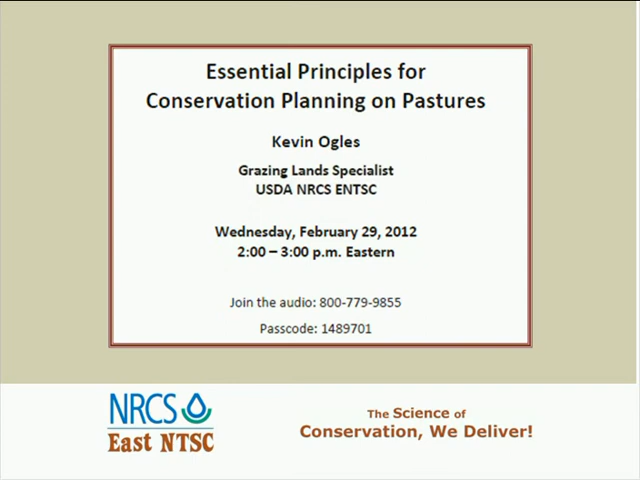 Essential Principles for
Conservation Planning on Pastures
Kevin Ogles
Grazing Lands Specialist
USDA NRCS ENTSC
Wednesday, February 29, 2012
2:00 – 3:00 p.m. Eastern
Join the audio: 800-779-9855
Passcode: 1489701
NRCS
East NTSC
The Science of
Conservation, We Deliver!